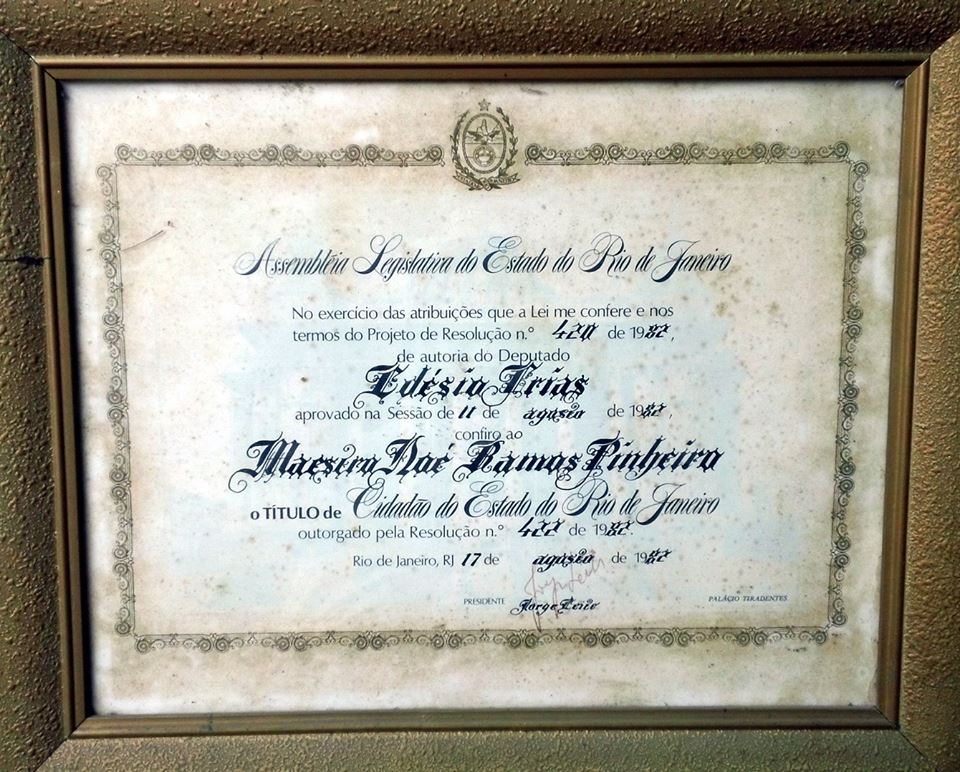 Assembléia Legislativa do Estado do Rio de Janeiro
No exercício das atribuições que a Lei me confere e nos
termos do Projeto de Resolução n.º 420 de 1982,
de autoria do Deputado
Edésio Frias
aprovado na Sessão de 11 de agosto de 1982,
confiro ao
Maestro Noé Ramos Pinheiro
o TÍTULO de Cidadão do Estado do Rio de Janeiro
outorgado pela Resolução n.º 422 de 1982.
Rio de Janeiro, RJ 17 de agosto de 1982
PRESIDENTE Jorge Leite PALÁCIO TIRADENTES